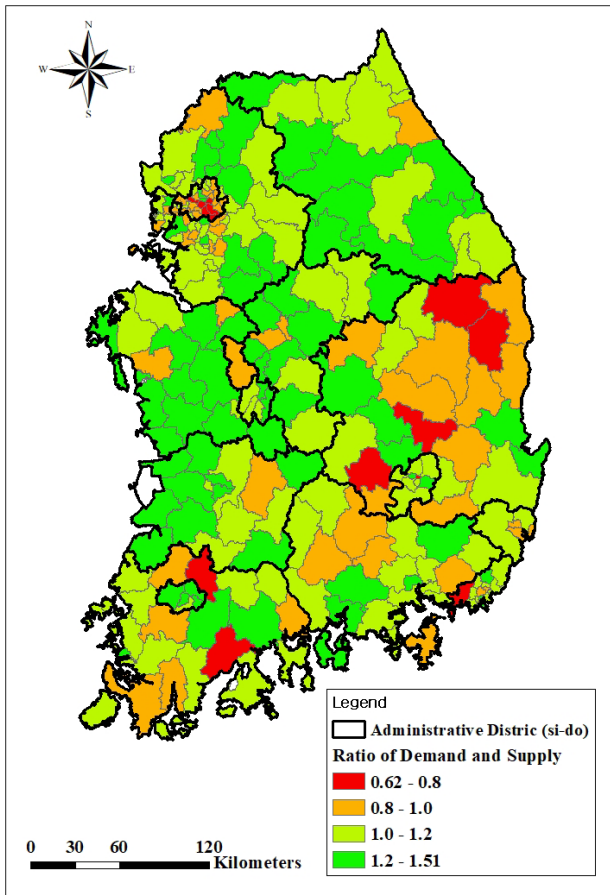 N
W E
S
Legend
Administrative Distric (si-do)
Ratio of Demand and Supply
0.62 - 0.8
0.8 - 1.0
1.0 - 1.2
1.2 - 1.51
0 30 60 120
Kilometers